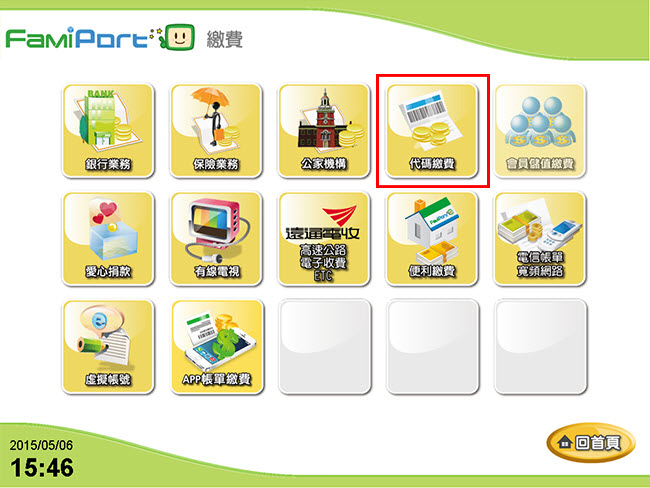 FamiPort 繳費
BANK
銀行業務
保險業務
公家機構
代碼繳費
會員儲值繳費
愛心捐款
有線電視
遠通電收
高速公路
電子收費
ETC
FamiPort
便利繳費
電信帳單
寬頻網路
虛擬帳號
APP帳單繳費
2015/05/06
15:46
回首頁